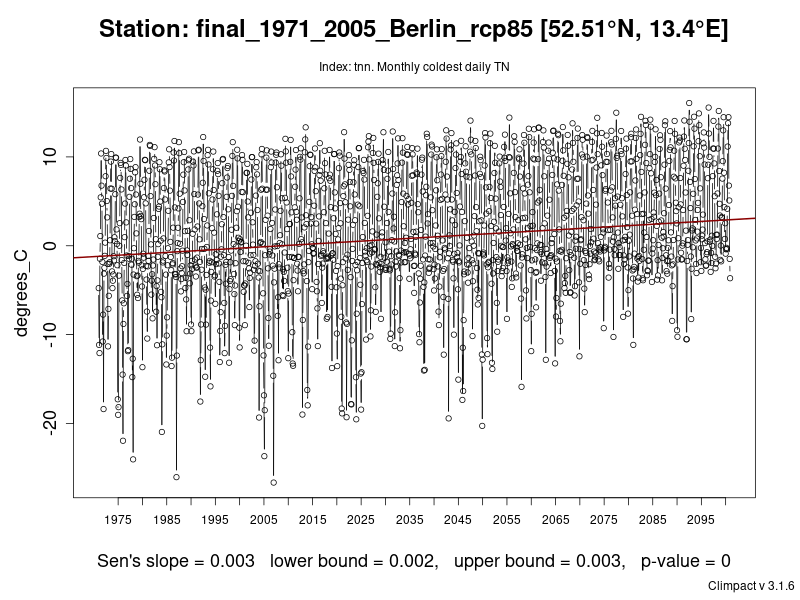 Station: final_1971_2005_Berlin_rcp85 [52.51°N, 13.4°E]
Index: tnn. Monthly coldest daily TN
degrees_C
10
0
-10
-20
1975 1985 1995 2005 2015 2025 2035 2045 2055 2065 2075 2085 2095
Sen's slope = 0.003 lower bound = 0.002, upper bound = 0.003, p-value = 0
Climpact v 3.1.6